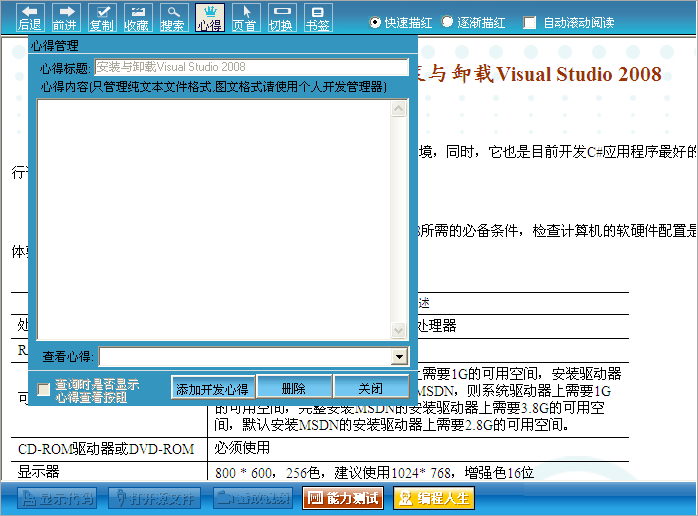 后退 前进 复制 收藏 搜索 心得 页首 切换 书签 快速描红 逐渐描红 自动滚动阅读
心得管理
心得标题: 安装与卸载Visual Studio 2008
与卸载Visual Studio 2008
心得内容(只管理纯文本文件格式,图文格式请使用个人开发管理器)
境，同时，它也是目前开发C#应用程序最好的
行
所需的必备条件，检查计算机的软硬件配置是
体
述
处理器
查看心得:
上需要1G的可用空间，安装驱动器
MSDN，则系统驱动器上需要1G
查询时是否显示
心得查看按钮
添加开发心得 删除 关闭
可
的可用空间，完整安装MSDN的安装驱动器上需要3.8G的可用空
间，默认安装MSDN的安装驱动器上需要2.8G的可用空间。
CD-ROM驱动器或DVD-ROM 必须使用
显示器 800 * 600，256色，建议使用1024* 768，增强色16位
显示代码 打开源文件 播放视频 能力测试 编程人生